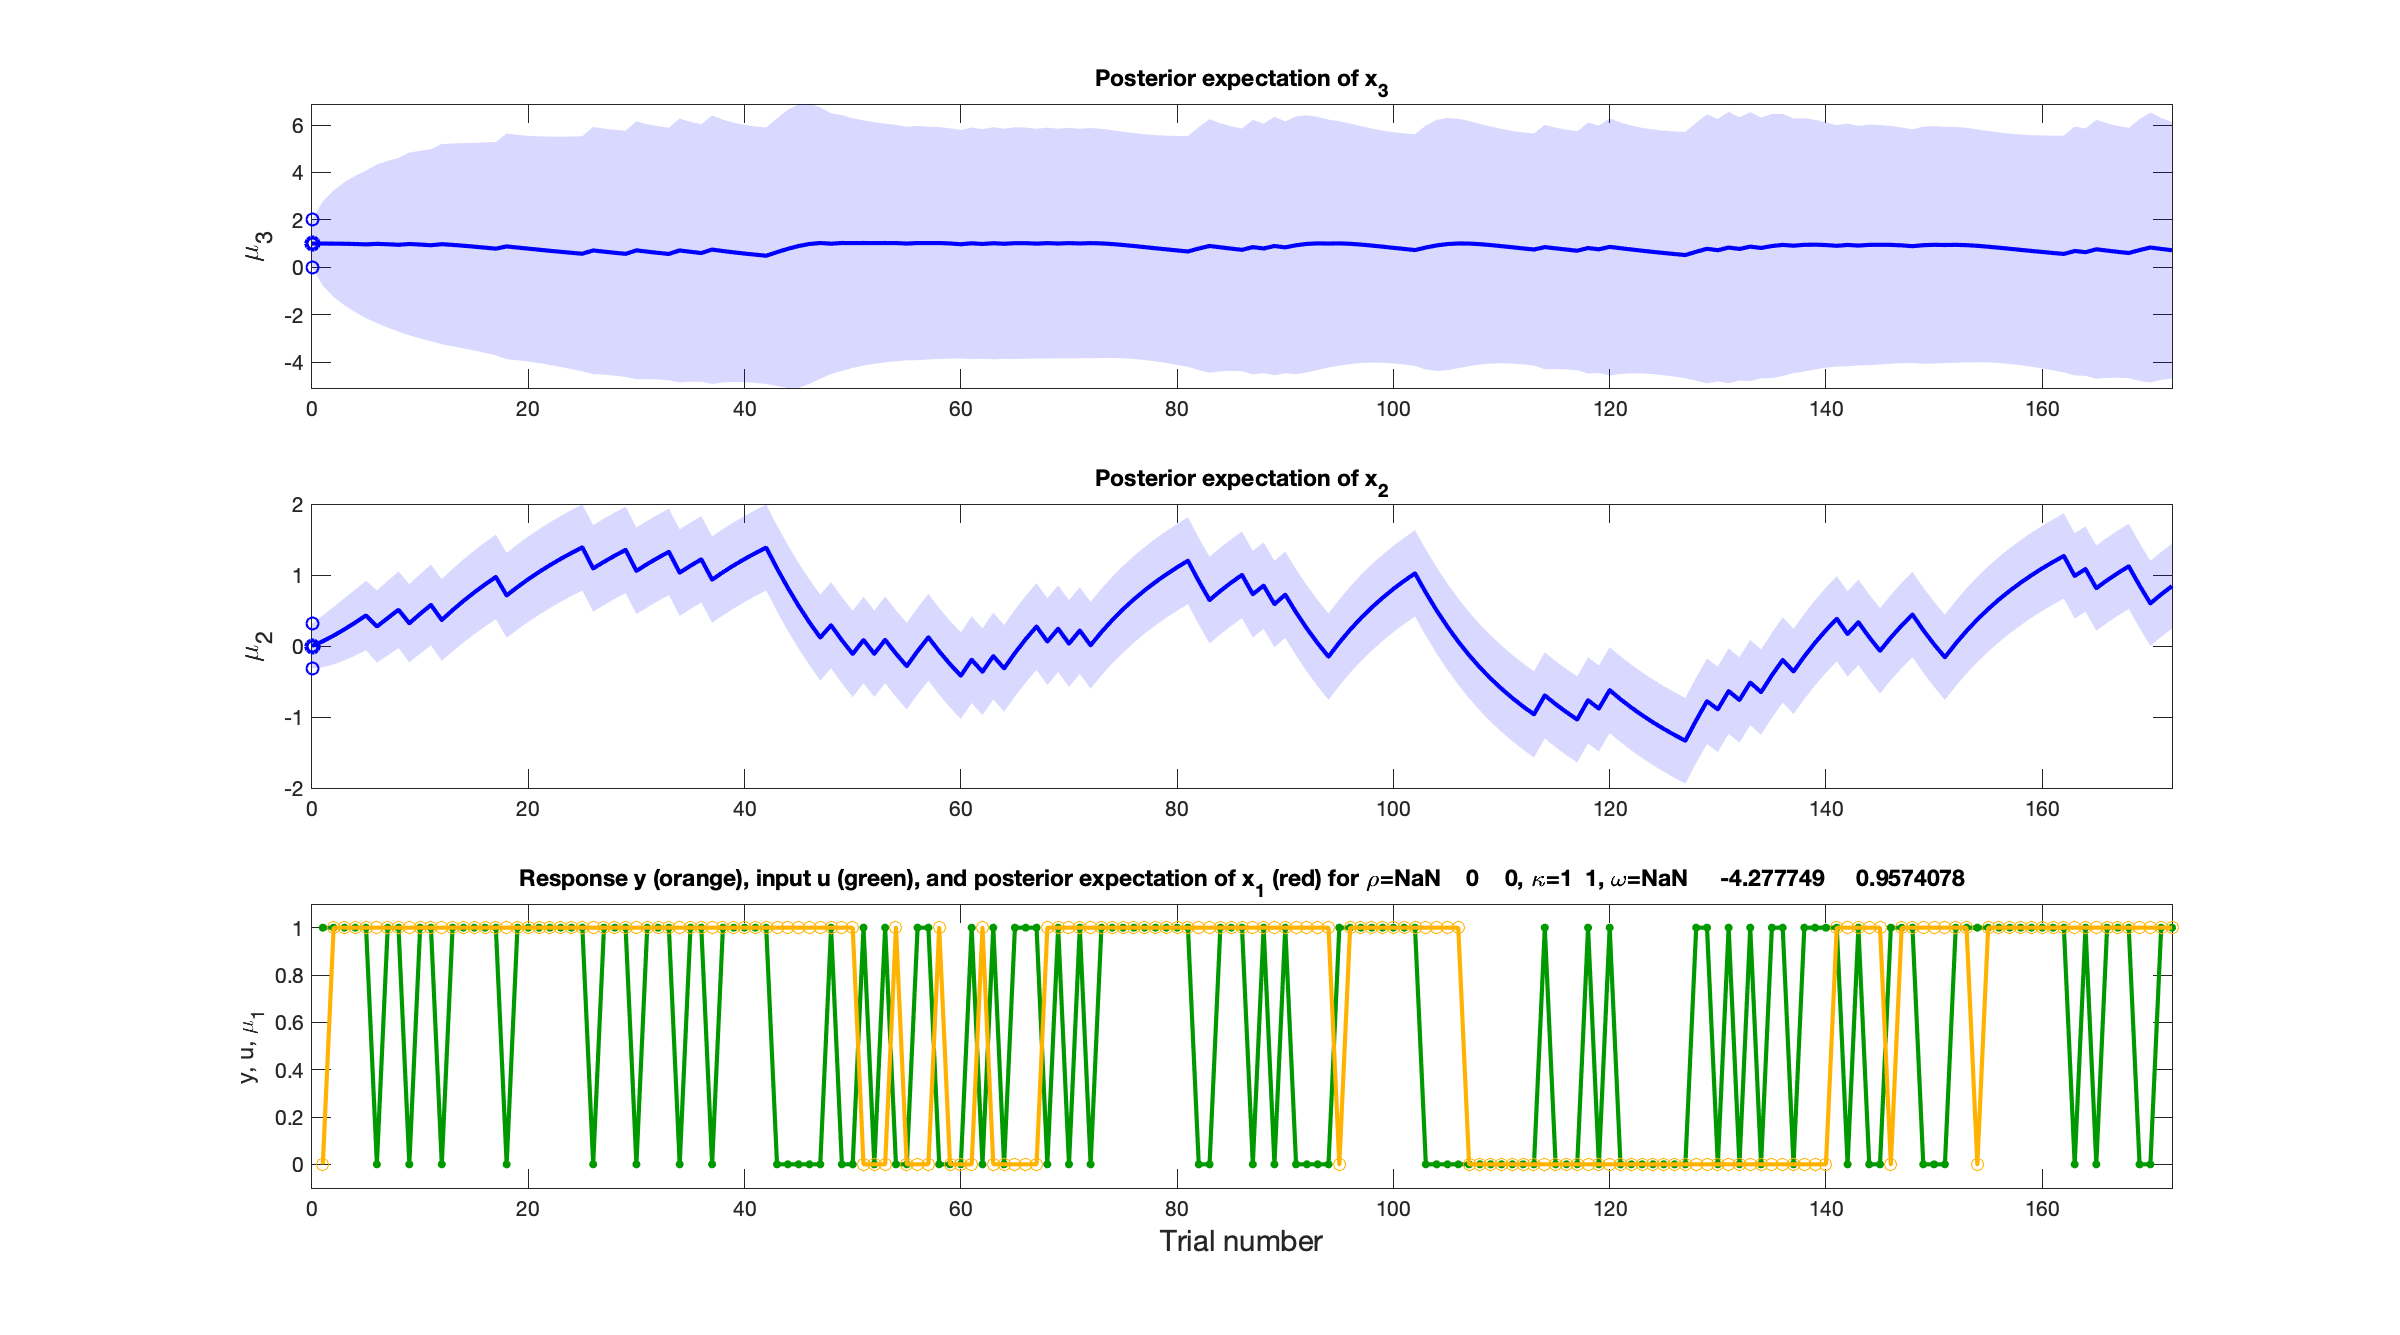 Posterior expectation of x3
6
4
2
0
-2
-4
μ3
0 20 40 60 80 100 120 140 160
Posterior expectation of x2
2
1
0
-1
-2
μ2
0 20 40 60 80 100 120 140 160
Response y (orange), input u (green), and posterior expectation of x1 (red) for ρ=NaN 0 0, κ=1 1, ω=NaN -4.277749 0.9574078
1
0.8
0.6
0.4
0.2
0
y, u, μ1
0 20 40 60 80 100 120 140 160
Trial number